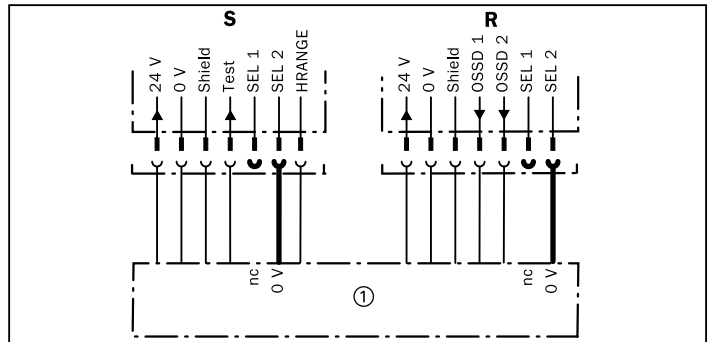 S
24 V
0 V
Shield
Test
SEL 1
SEL 2
HRANGE
R
24 V
0 V
Shield
OSSD 1
OSSD 2
SEL 1
SEL 2
nc
0 V
①
nc
0 V